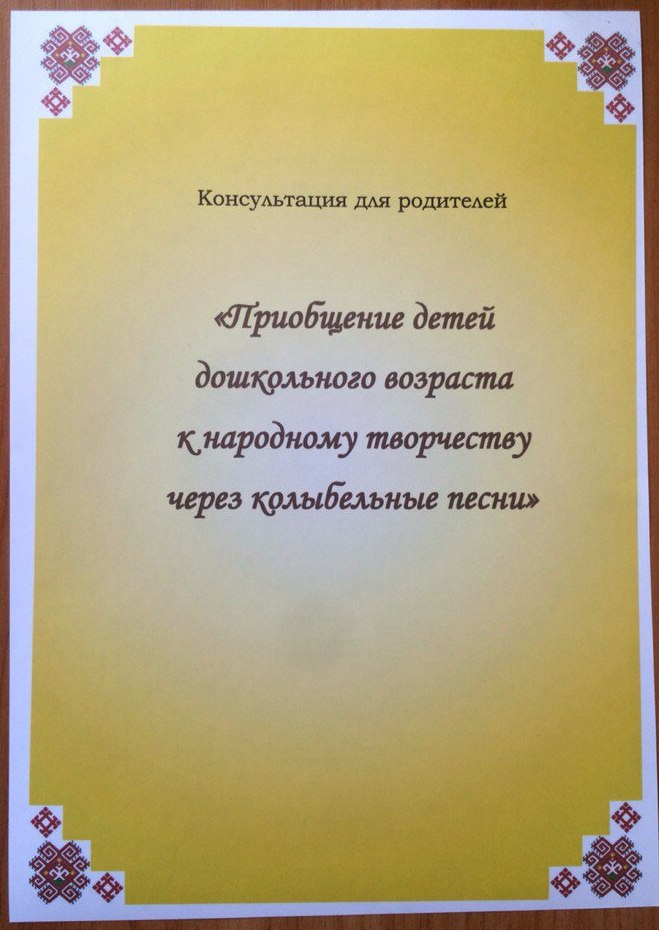 Консультация для родителей
«Приобщение детей
дошкольного возраста
к народному творчеству
через колыбельные песни»